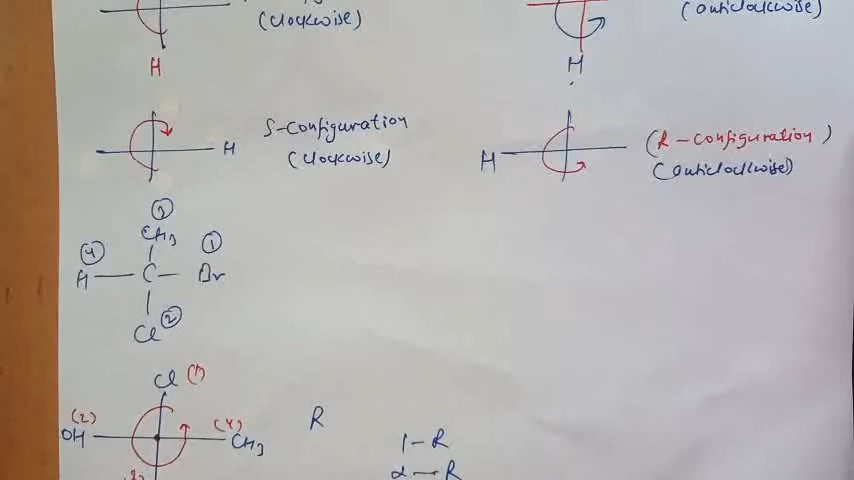 (clockwise)
H
(anticlockwise)
H
S-configuration
(clockwise)
H
H
(R-configuration)
(anticlockwise)
3
CH3
4
1
H
C
Br
Cl
2
Cl (1)
(2)
OH
(4)
CH3
R
1-R
2-R